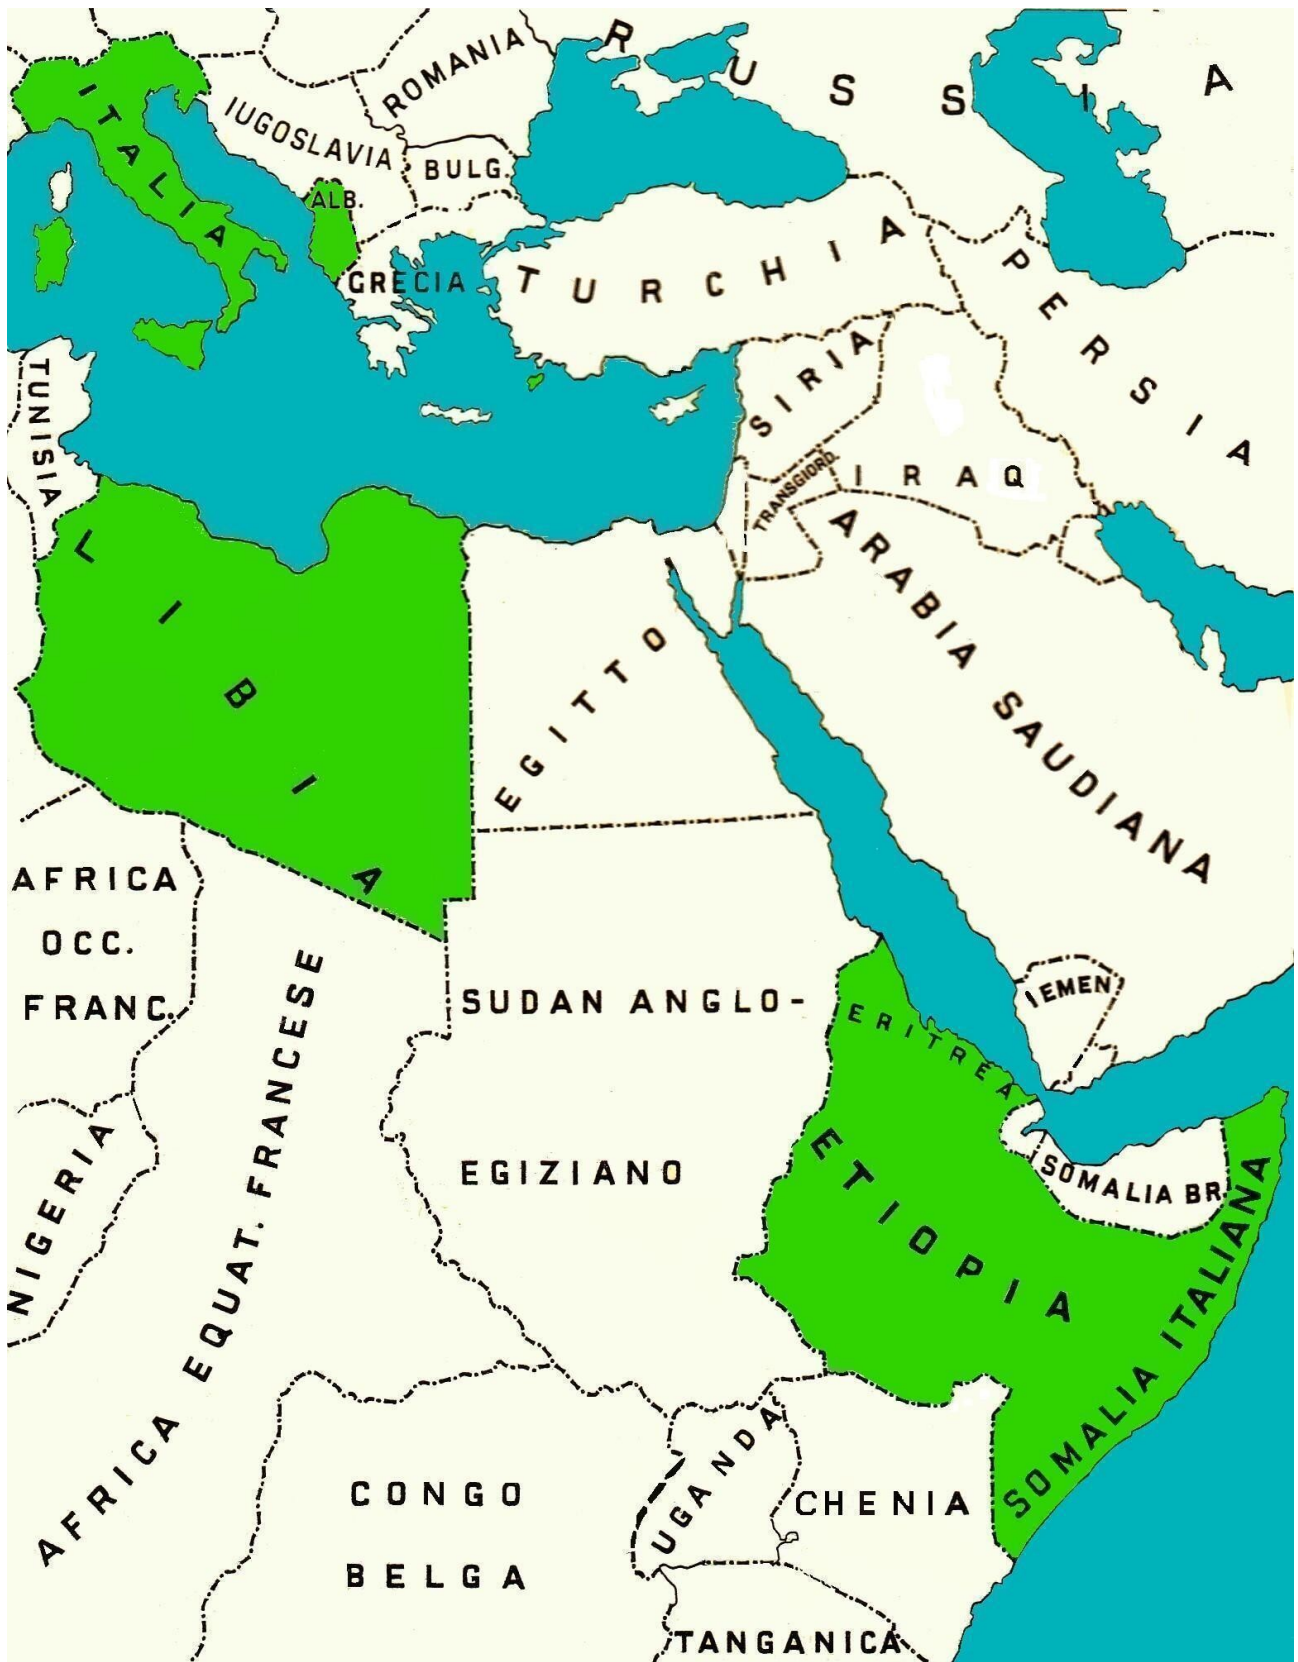 RUSSIA
ITALIA
ROMANIA
IUGOSLAVIA
BULG.
ALB.
GRECIA
TURCHIA
PERSIA
SIRIA
TUNISIA
TRANSGIORD.
IRAQ
LIBIA
EGITTO
ARABIA SAUDIANA
AFRICA
OCC.
FRANC.
SUDAN ANGLO-
EGIZIANO
IEMEN
ERITREA
ETIOPIA
SOMALIA BR.
SOMALIA ITALIANA
NIGERIA
AFRICA EQUAT. FRANCESE
CONGO
BELGA
UGANDA
CHENIA
TANGANICA